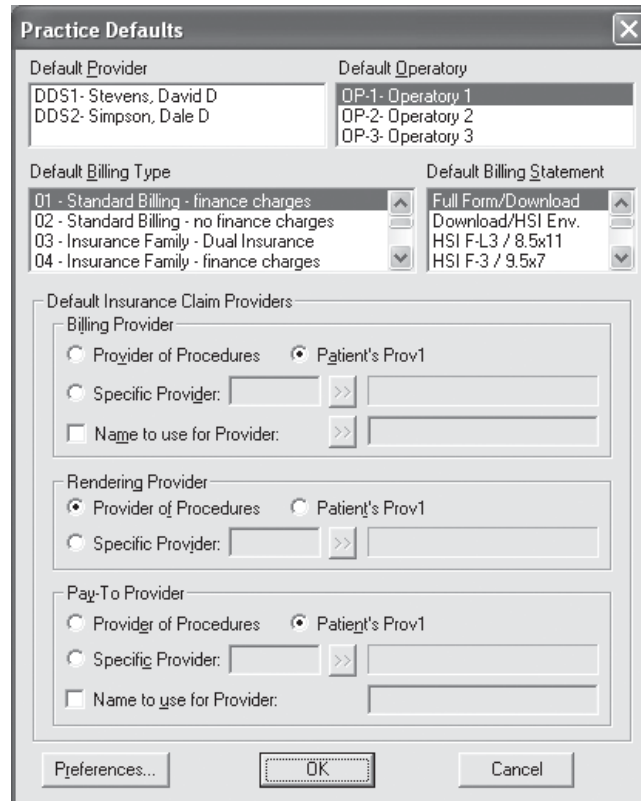 Practice Defaults
Default Provider
DDS1- Stevens, David D
DDS2- Simpson, Dale D
Default Operatory
OP-1- Operatory 1
OP-2- Operatory 2
OP-3- Operatory 3
Default Billing Type
01 - Standard Billing - finance charges
02 - Standard Billing - no finance charges
03 - Insurance Family - Dual Insurance
04 - Insurance Family - finance charges
Default Billing Statement
Full Form/Download
Download/HSI Env.
HSI F-L3 / 8.5x11
HSI F-3 / 9.5x7
Default Insurance Claim Providers
Billing Provider
Provider of Procedures Patient's Prov1
Specific Provider: >>
Name to use for Provider: >>
Rendering Provider
Provider of Procedures Patient's Prov1
Specific Provider: >>
Pay-To Provider
Provider of Procedures Patient's Prov1
Specific Provider: >>
Name to use for Provider:
Preferences... OK Cancel